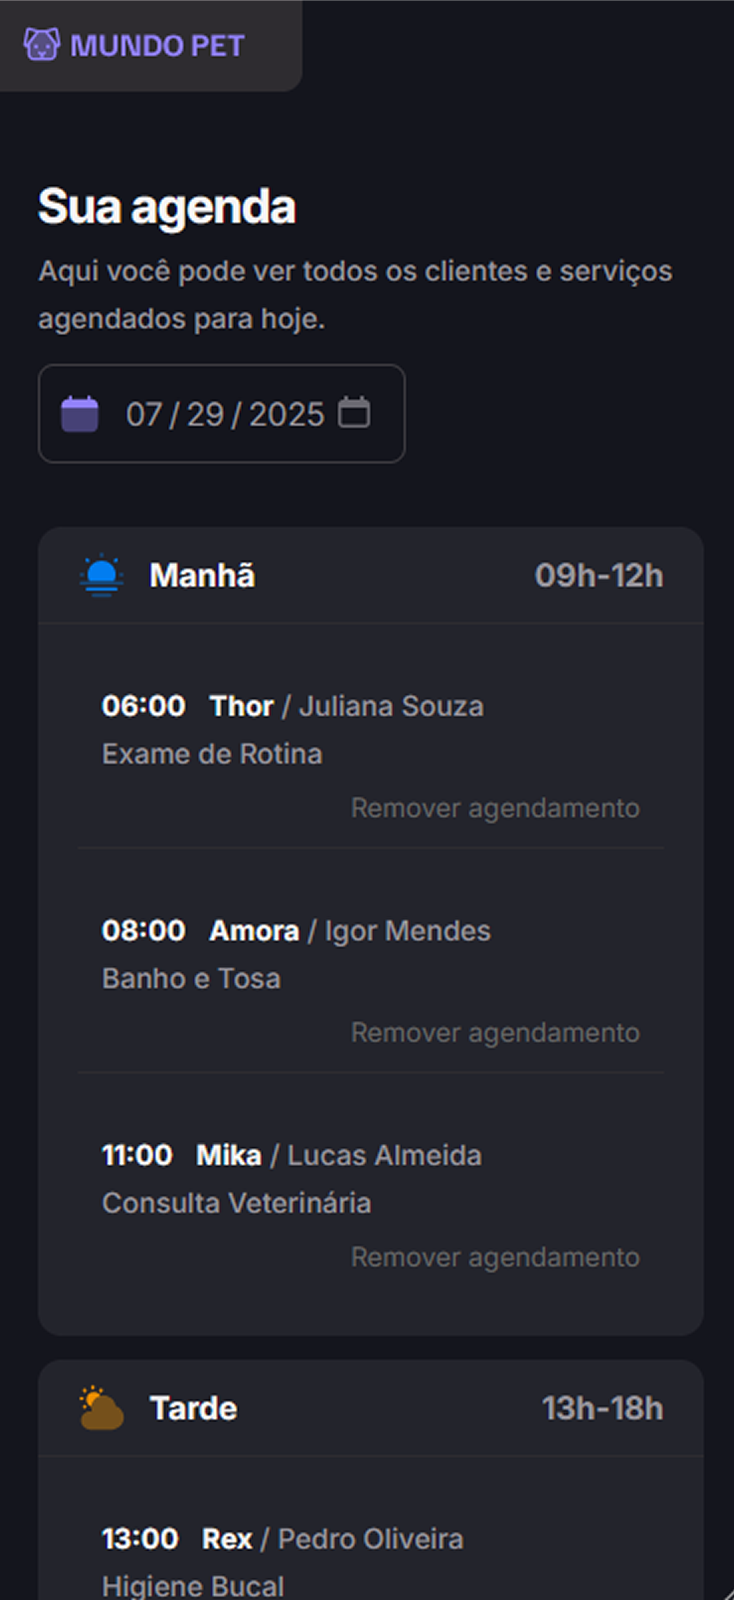 MUNDO PET
Sua agenda
Aqui você pode ver todos os clientes e serviços
agendados para hoje.
07 / 29 / 2025
Manhã 09h-12h
06:00 Thor / Juliana Souza
Exame de Rotina
Remover agendamento
08:00 Amora / Igor Mendes
Banho e Tosa
Remover agendamento
11:00 Mika / Lucas Almeida
Consulta Veterinária
Remover agendamento
Tarde 13h-18h
13:00 Rex / Pedro Oliveira
Higiene Bucal